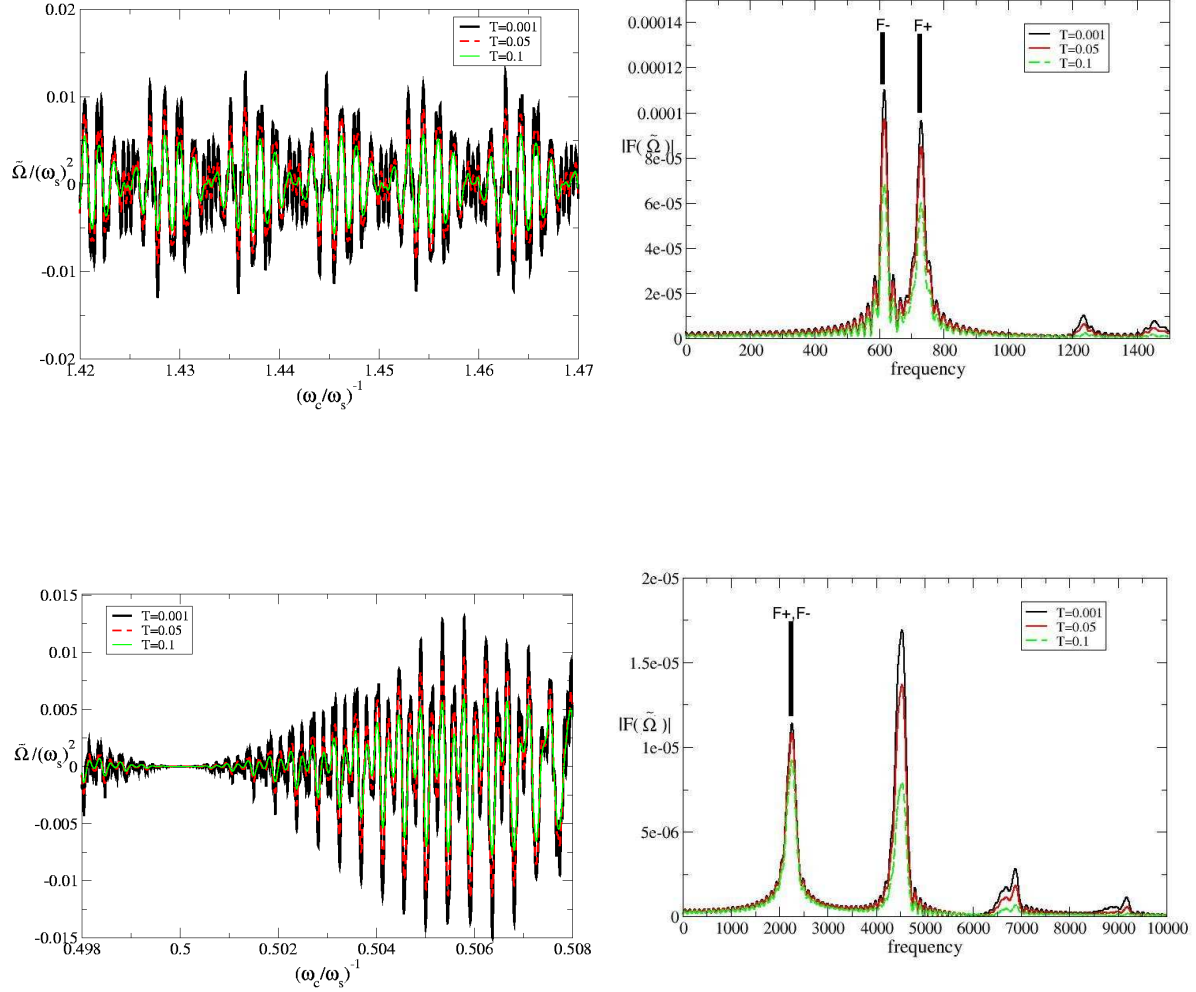 0.02
0.01
0
-0.01
-0.02
Ω̃/(ω_s)^2
T=0.001
T=0.05
T=0.1
1.42 1.43 1.44 1.45 1.46 1.47
(ω_c/ω_s)^-1
0.00014
0.00012
0.0001
8e-05
6e-05
4e-05
2e-05
0
|F(Ω̃)|
F- F+
T=0.001
T=0.05
T=0.1
0 200 400 600 800 1000 1200 1400
frequency
0.015
0.01
0.005
0
-0.005
-0.01
-0.015
Ω̃/(ω_s)^2
T=0.001
T=0.05
T=0.1
0.498 0.5 0.502 0.504 0.506 0.508
(ω_c/ω_s)^-1
2e-05
1.5e-05
1e-05
5e-06
0
|F(Ω̃)|
F+,F-
T=0.001
T=0.05
T=0.1
0 1000 2000 3000 4000 5000 6000 7000 8000 9000 10000
frequency